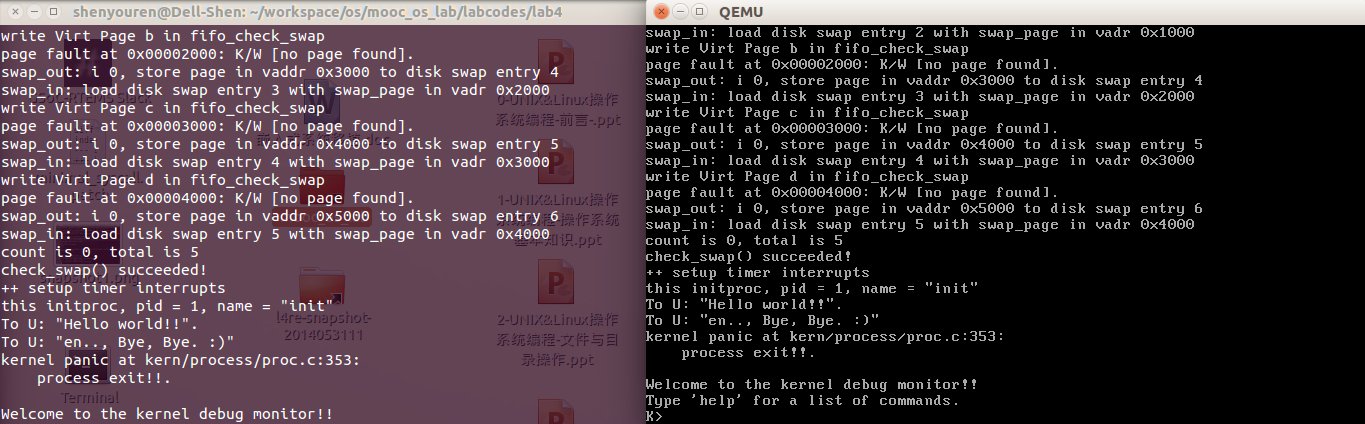 shenyouren@Dell-Shen: ~/workspace/os/mooc_os_lab/labcodes/lab4
write Virt Page b in fifo_check_swap
page fault at 0x00002000: K/W [no page found].
swap_out: i 0, store page in vaddr 0x3000 to disk swap entry 4
swap_in: load disk swap entry 3 with swap_page in vadr 0x2000
write Virt Page c in fifo_check_swap
page fault at 0x00003000: K/W [no page found].
swap_out: i 0, store page in vaddr 0x4000 to disk swap entry 5
swap_in: load disk swap entry 4 with swap_page in vadr 0x3000
write Virt Page d in fifo_check_swap
page fault at 0x00004000: K/W [no page found].
swap_out: i 0, store page in vaddr 0x5000 to disk swap entry 6
swap_in: load disk swap entry 5 with swap_page in vadr 0x4000
count is 0, total is 5
check_swap() succeeded!
++ setup timer interrupts
this initproc, pid = 1, name = "init"
To U: "Hello world!!".
To U: "en.., Bye, Bye. :)"
kernel panic at kern/process/proc.c:353:
process exit!!.
Welcome to the kernel debug monitor!!
0-UNIX&Linux操作
系统编程-前言-.ppt
1-UNIX&Linux操作
系统编程-操作系统
基本知识.ppt
l4re-snapshot-
2014053111
2-UNIX&Linux操作
系统编程-文件与目
录操作.ppt
Terminal
QEMU
swap_in: load disk swap entry 2 with swap_page in vadr 0x1000
write Virt Page b in fifo_check_swap
page fault at 0x00002000: K/W [no page found].
swap_out: i 0, store page in vaddr 0x3000 to disk swap entry 4
swap_in: load disk swap entry 3 with swap_page in vadr 0x2000
write Virt Page c in fifo_check_swap
page fault at 0x00003000: K/W [no page found].
swap_out: i 0, store page in vaddr 0x4000 to disk swap entry 5
swap_in: load disk swap entry 4 with swap_page in vadr 0x3000
write Virt Page d in fifo_check_swap
page fault at 0x00004000: K/W [no page found].
swap_out: i 0, store page in vaddr 0x5000 to disk swap entry 6
swap_in: load disk swap entry 5 with swap_page in vadr 0x4000
count is 0, total is 5
check_swap() succeeded!
++ setup timer interrupts
this initproc, pid = 1, name = "init"
To U: "Hello world!!".
To U: "en.., Bye, Bye. :)"
kernel panic at kern/process/proc.c:353:
process exit!!.
Welcome to the kernel debug monitor!!
Type 'help' for a list of commands.
K>